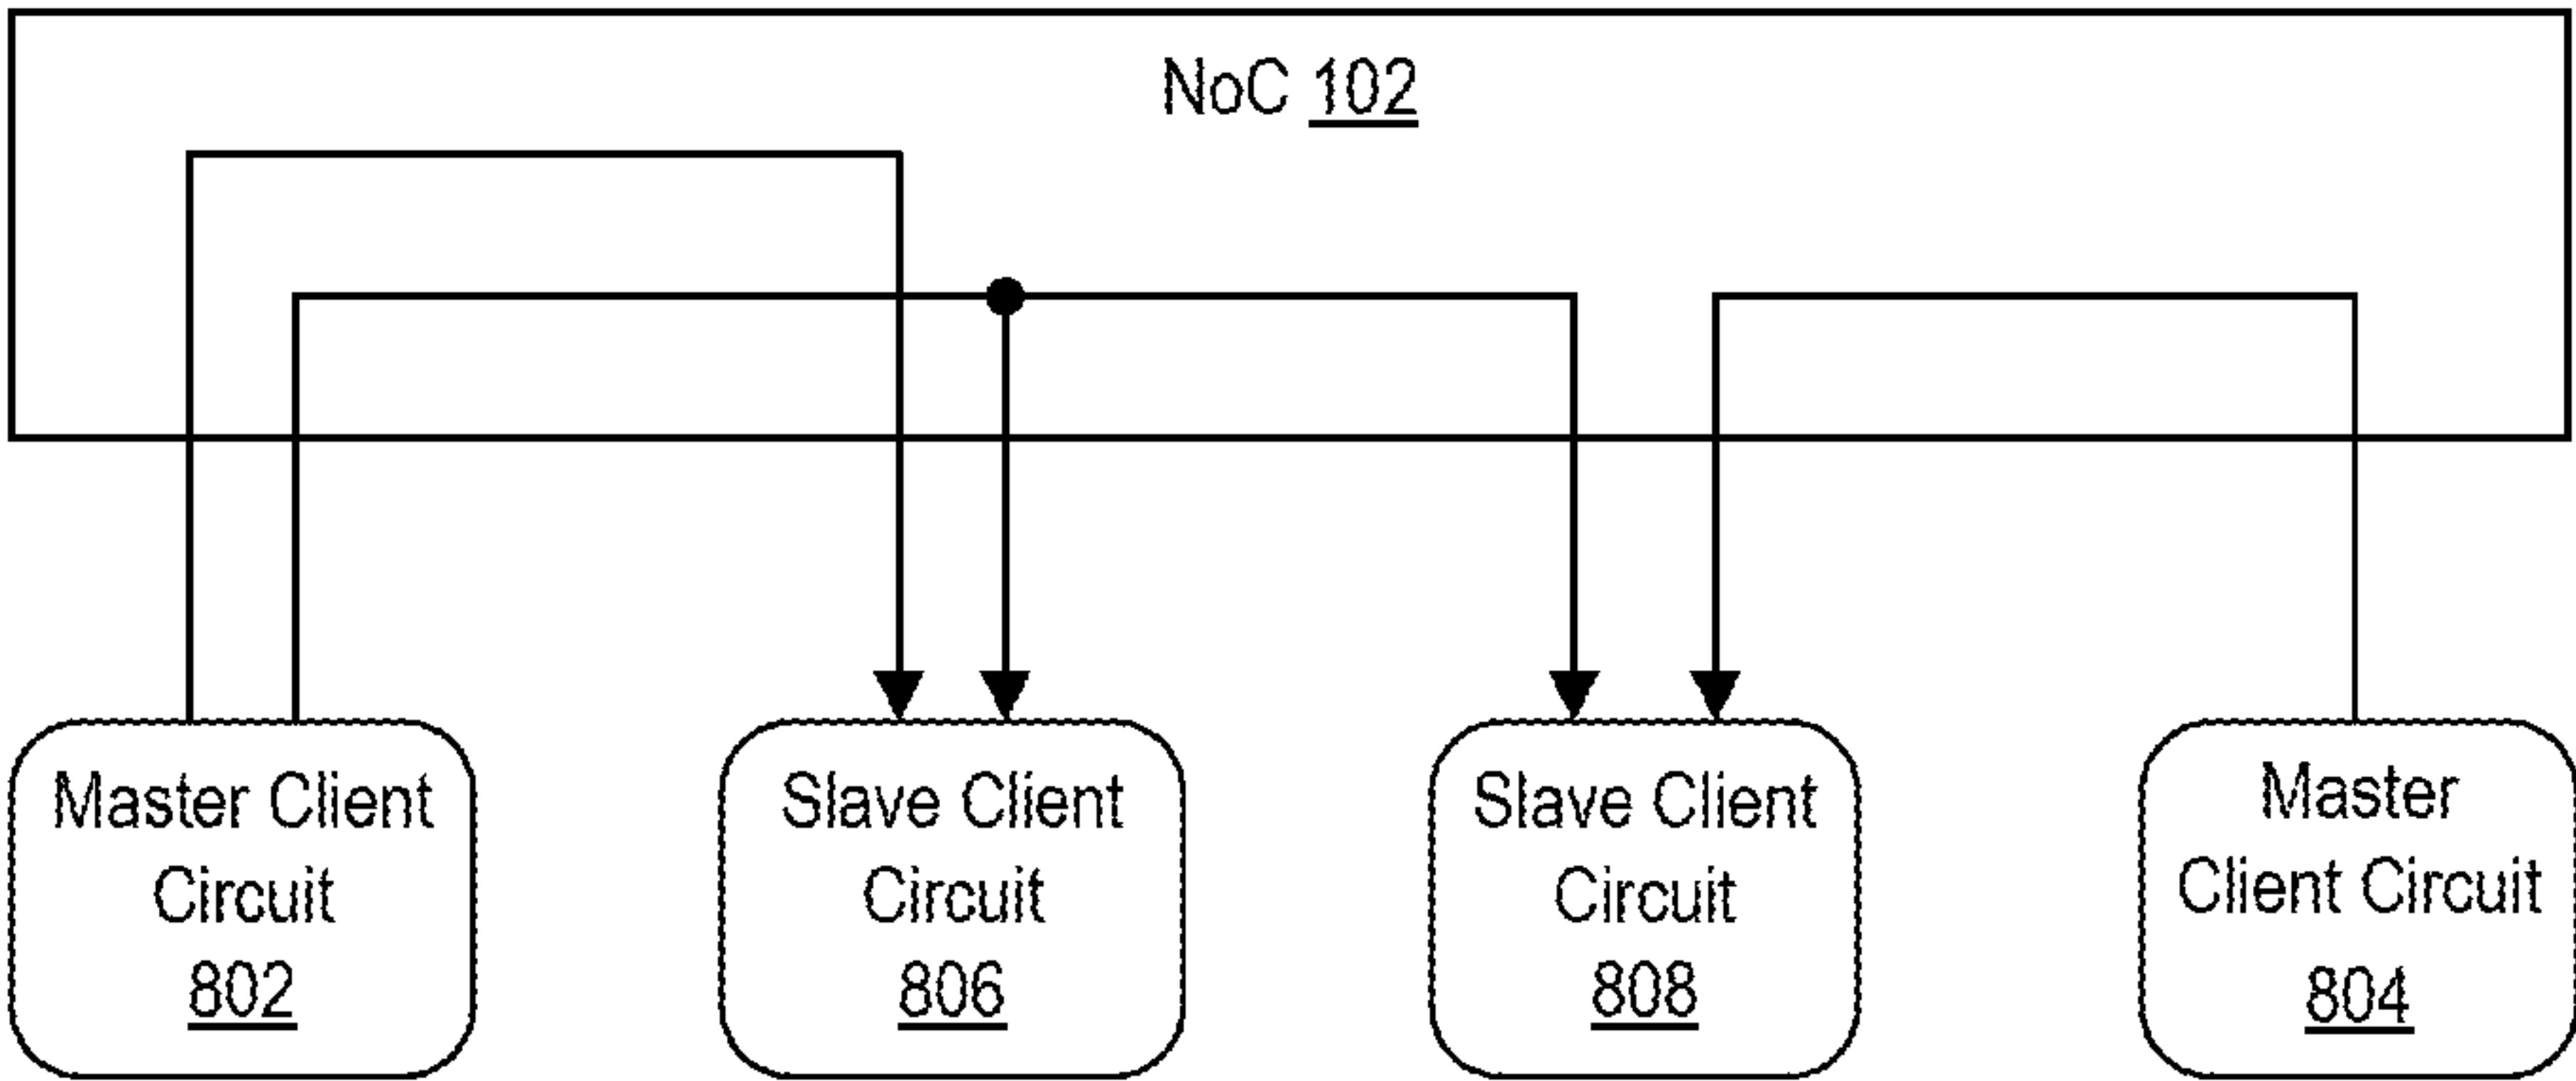 NoC 102
Master Client
Circuit
802
Slave Client
Circuit
806
Slave Client
Circuit
808
Master
Client Circuit
804